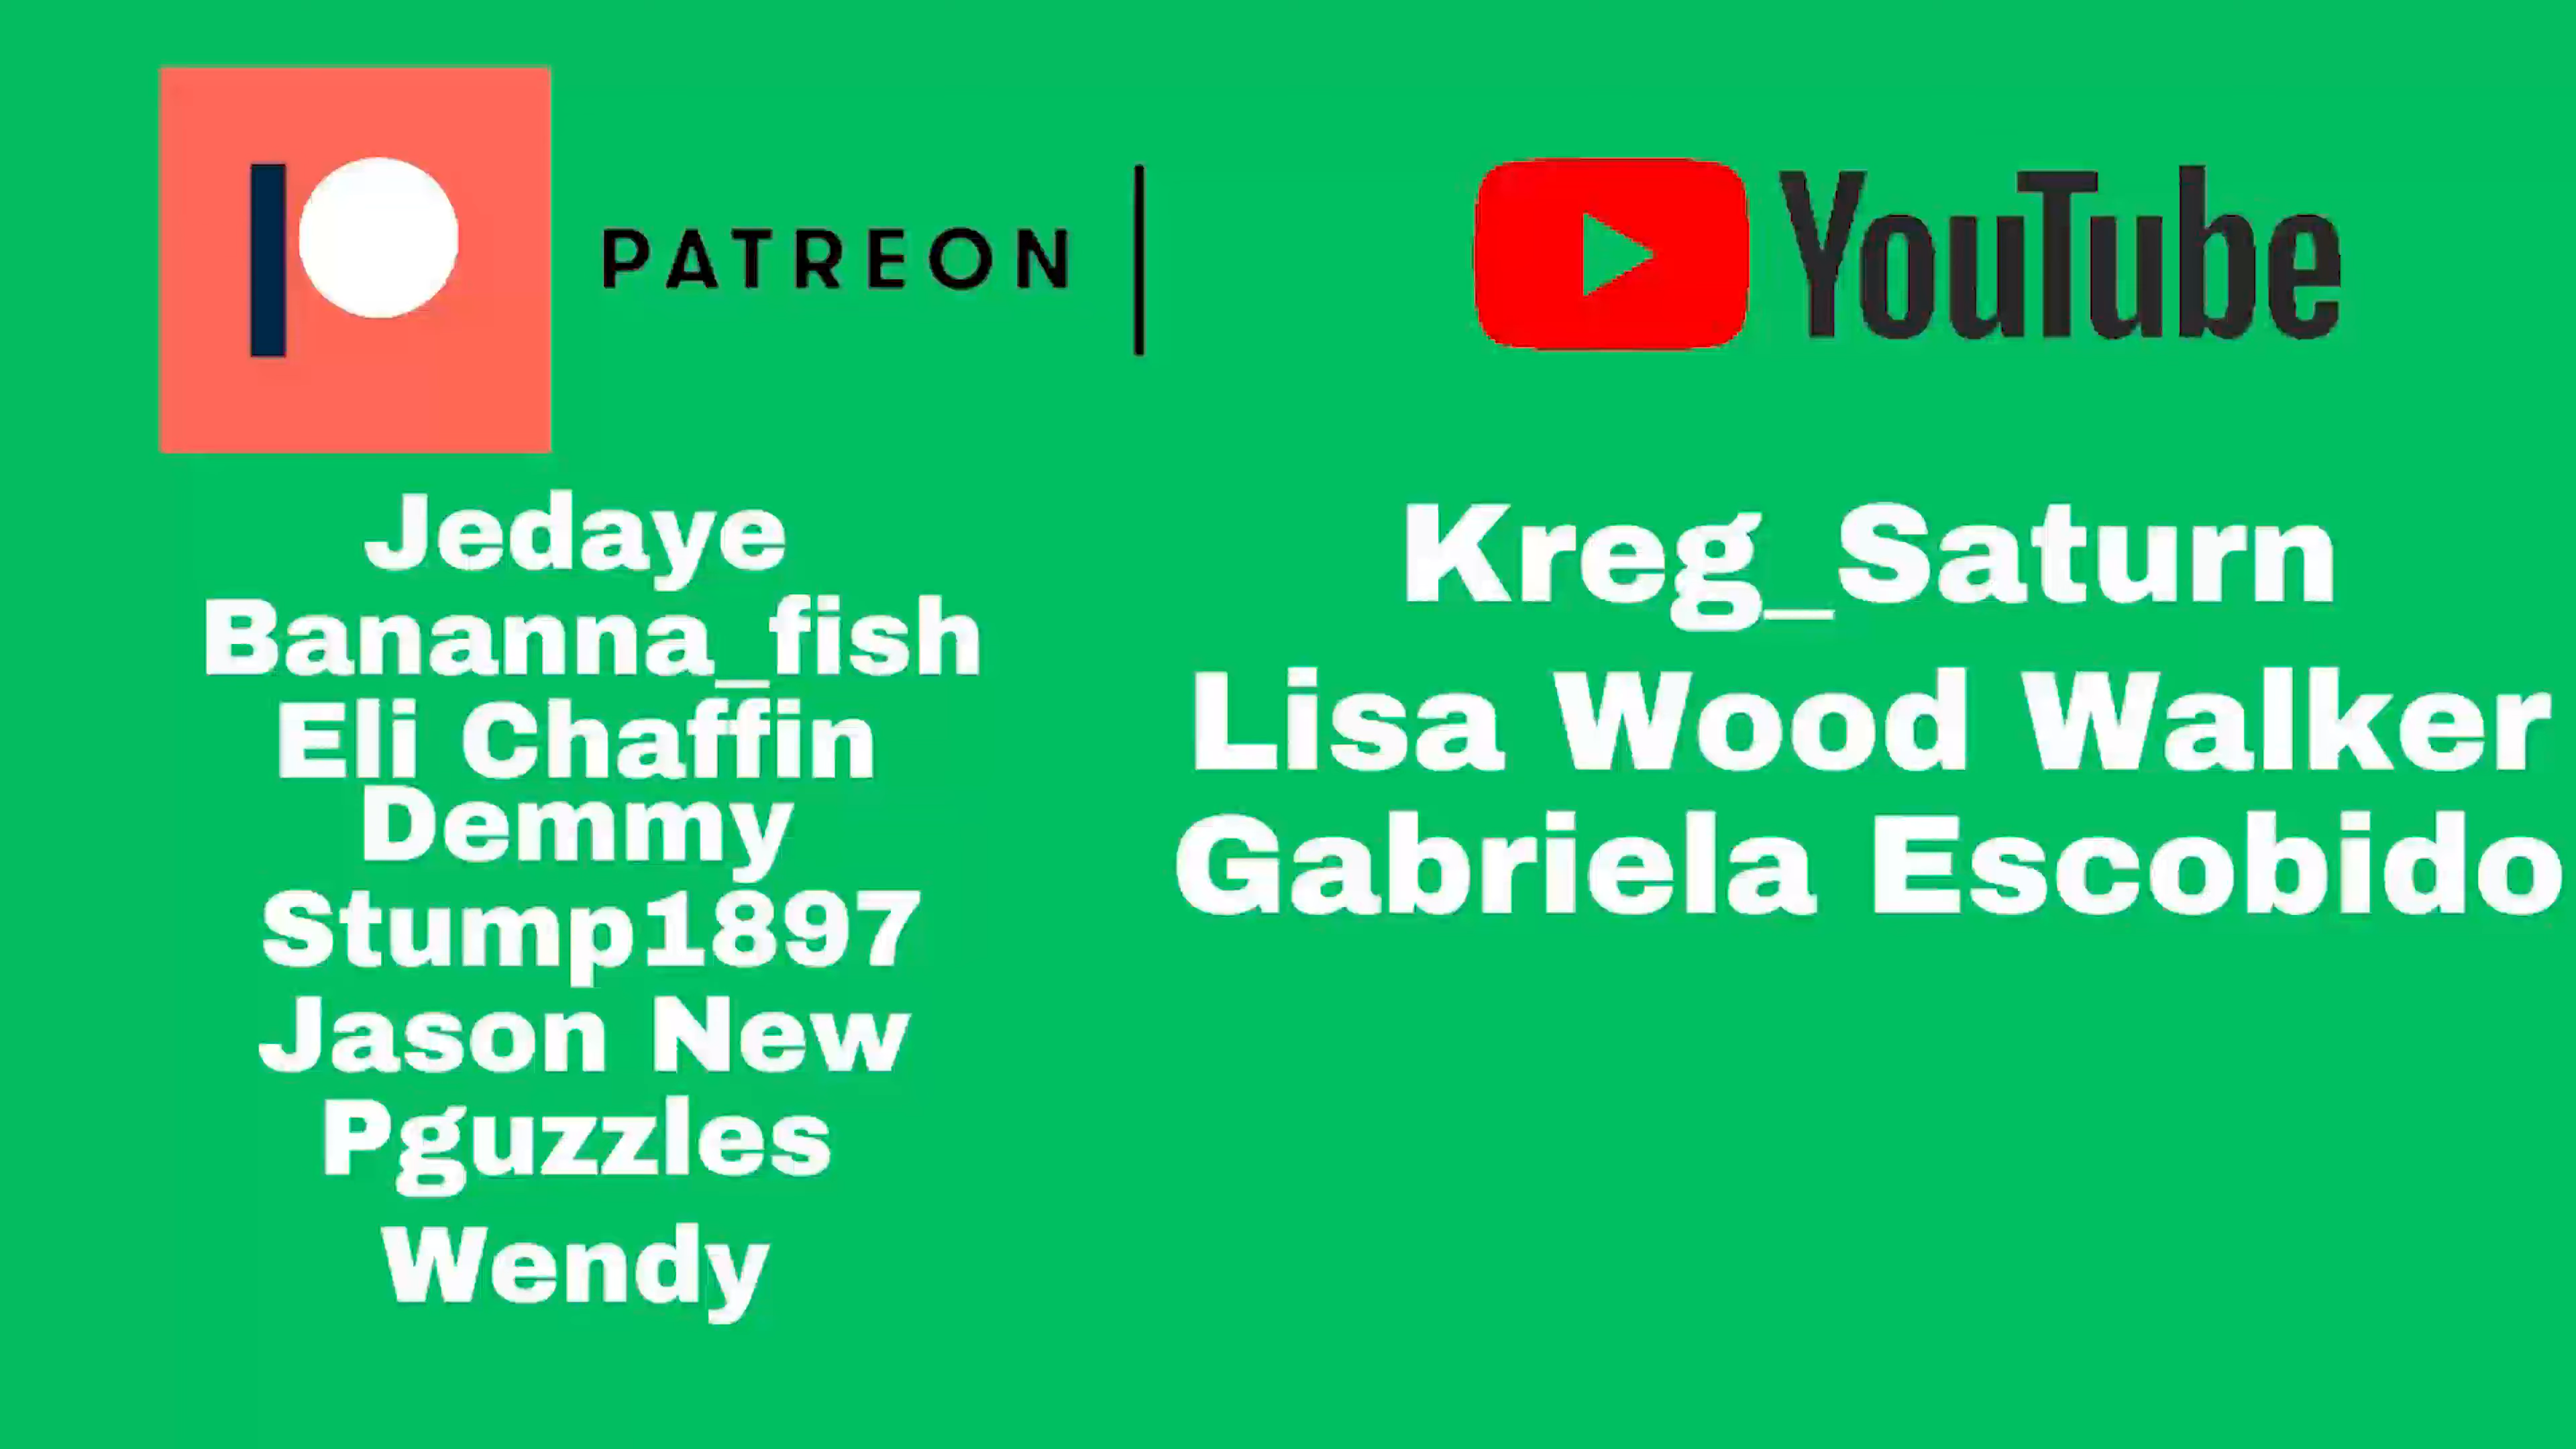 PATREON
YouTube
Jedaye
Bananna_fish
Eli Chaffin
Demmy
Stump1897
Jason New
Pguzzles
Wendy
Kreg_Saturn
Lisa Wood Walker
Gabriela Escobido